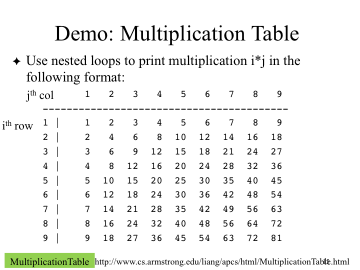 Demo: Multiplication Table
✦ Use nested loops to print multiplication i*j in the
following format:
jth col 1 2 3 4 5 6 7 8 9
ith row 1 | 1 2 3 4 5 6 7 8 9
2 | 2 4 6 8 10 12 14 16 18
3 | 3 6 9 12 15 18 21 24 27
4 | 4 8 12 16 20 24 28 32 36
5 | 5 10 15 20 25 30 35 40 45
6 | 6 12 18 24 30 36 42 48 54
7 | 7 14 21 28 35 42 49 56 63
8 | 8 16 24 32 40 48 56 64 72
9 | 9 18 27 36 45 54 63 72 81
MultiplicationTable http://www.cs.armstrong.edu/liang/apcs/html/MultiplicationTable.html